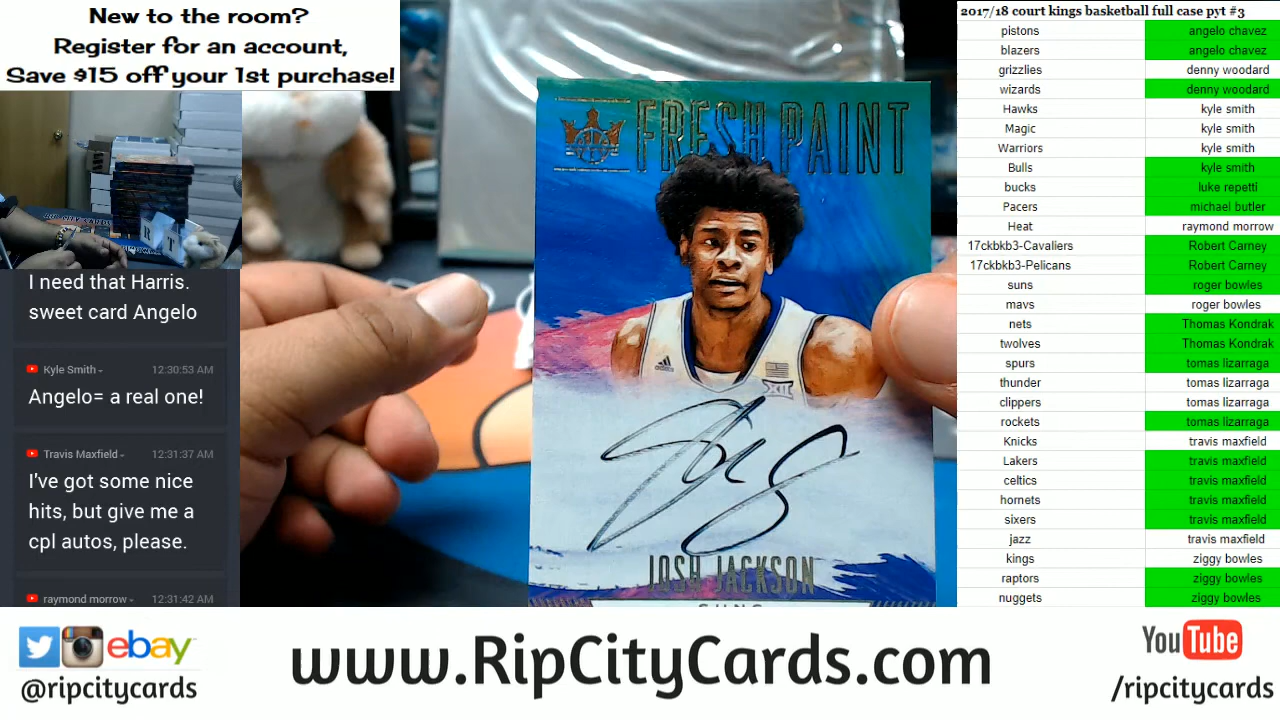 New to the room?
Register for an account,
Save $15 off your 1st purchase!
I need that Harris.
sweet card Angelo
Kyle Smith 12:30:53 AM
Angelo= a real one!
Travis Maxfield 12:31:37 AM
I've got some nice
hits, but give me a
cpl autos, please.
raymond morrow 12:31:42 AM
FRESH PAINT
XII
JOSH JACKSON
SUNS
R T
2017/18 court kings basketball full case pyt #3
pistons angelo chavez
blazers angelo chavez
grizzlies denny woodard
wizards denny woodard
Hawks kyle smith
Magic kyle smith
Warriors kyle smith
Bulls kyle smith
bucks luke repetti
Pacers michael butler
Heat raymond morrow
17ckbkb3-Cavaliers Robert Carney
17ckbkb3-Pelicans Robert Carney
suns roger bowles
mavs roger bowles
nets Thomas Kondrak
twolves Thomas Kondrak
spurs tomas lizarraga
thunder tomas lizarraga
clippers tomas lizarraga
rockets tomas lizarraga
Knicks travis maxfield
Lakers travis maxfield
celtics travis maxfield
hornets travis maxfield
sixers travis maxfield
jazz travis maxfield
kings ziggy bowles
raptors ziggy bowles
nuggets ziggy bowles
ebay
@ripcitycards
www.RipCityCards.com
YouTube
/ripcitycards